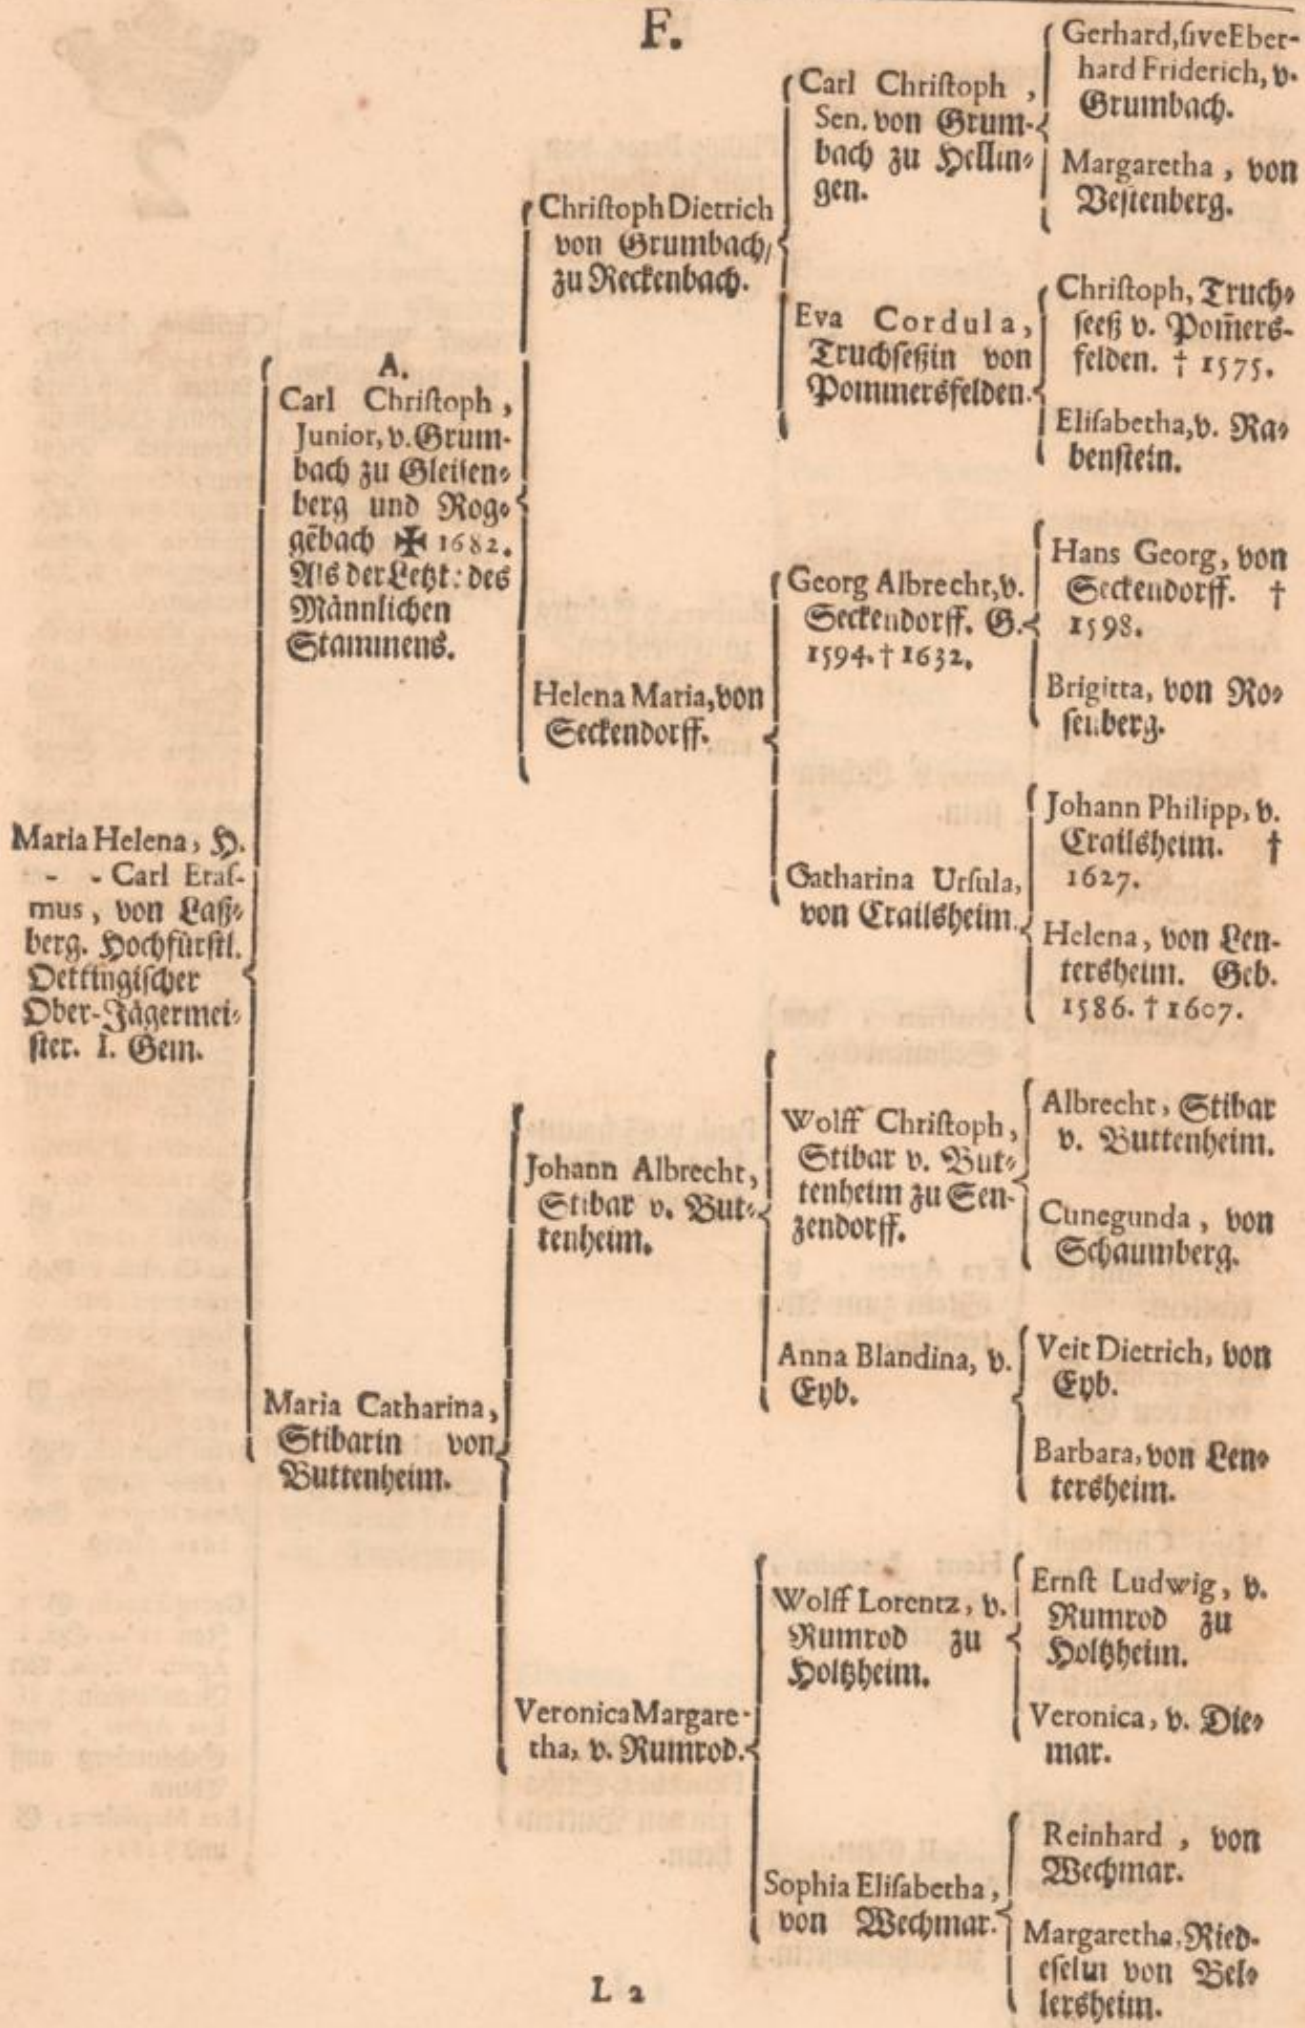 F.
Maria Helena, H.
- - Carl Eraſ-
mus, von Laß-
berg. Hochfürſtl.
Oettingiſcher
Ober-Jägermei-
ſter. I. Gem.
A.
Carl Chriſtoph,
Junior, v. Grum-
bach zu Gleiſen-
berg und Rog-
gēbach ✠ 1682.
Als der Letzt: des
Männlichen
Stammens.
Maria Catharina,
Stibarin von
Buttenheim.
Chriſtoph Dietrich
von Grumbach/
zu Reckenbach.
Helena Maria, von
Seckendorff.
Johann Albrecht,
Stibar v. But-
tenheim.
Veronica Margare-
tha, v. Rumrod.
Carl Chriſtoph,
Sen. von Grum-
bach zu Hellin-
gen.
Eva Cordula,
Truchſeßin von
Pommersfelden.
Georg Albrecht, v.
Seckendorff. G.
1594. † 1632.
Catharina Urſula,
von Crailsheim.
Wolff Chriſtoph,
Stibar v. But-
tenheim zu Sen-
zendorff.
Anna Blandina, v.
Eyb.
Wolff Lorentz, v.
Rumrod zu
Holtzheim.
Sophia Eliſabetha,
von Wechmar.
Gerhard, ſive Eber-
hard Friderich, v.
Grumbach.
Margaretha, von
Veſtenberg.
Chriſtoph, Truch-
ſeeß v. Pom̄ers-
felden. † 1575.
Eliſabetha, v. Ra-
benſtein.
Hans Georg, von
Seckendorff. †
1598.
Brigitta, von Ro-
ſenberg.
Johann Philipp, v.
Crailsheim. †
1627.
Helena, von Len-
tersheim. Geb.
1586. † 1607.
Albrecht, Stibar
v. Buttenheim.
Cunegunda, von
Schaumberg.
Veit Dietrich, von
Eyb.
Barbara, von Len-
tersheim.
Ernſt Ludwig, v.
Rumrod zu
Holtzheim.
Veronica, v. Die-
mar.
Reinhard, von
Wechmar.
Margaretha, Ried-
eſelin von Bel-
lersheim.
L 2